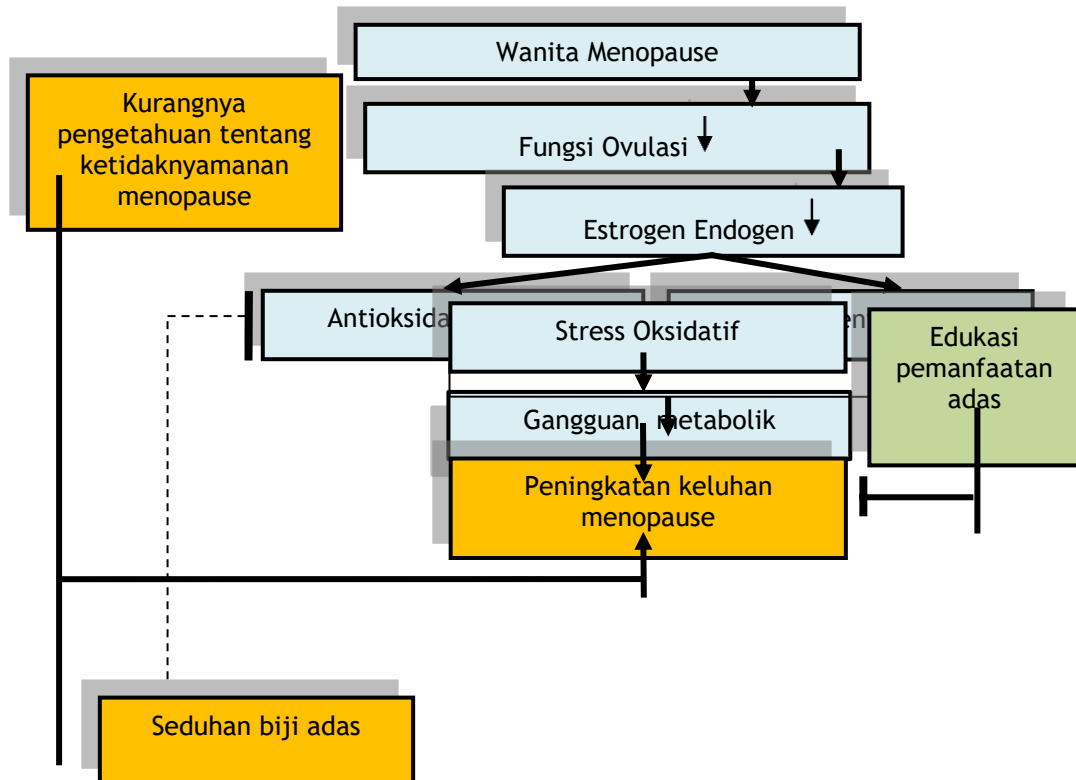 Wanita Menopause
Kurangnya
pengetahuan tentang
ketidaknyamanan
menopause
Fungsi Ovulasi
Estrogen Endogen
Stress Oksidatif
Edukasi
pemanfaatan
adas
Gangguan metabolik
Peningkatan keluhan
menopause
Seduhan biji adas